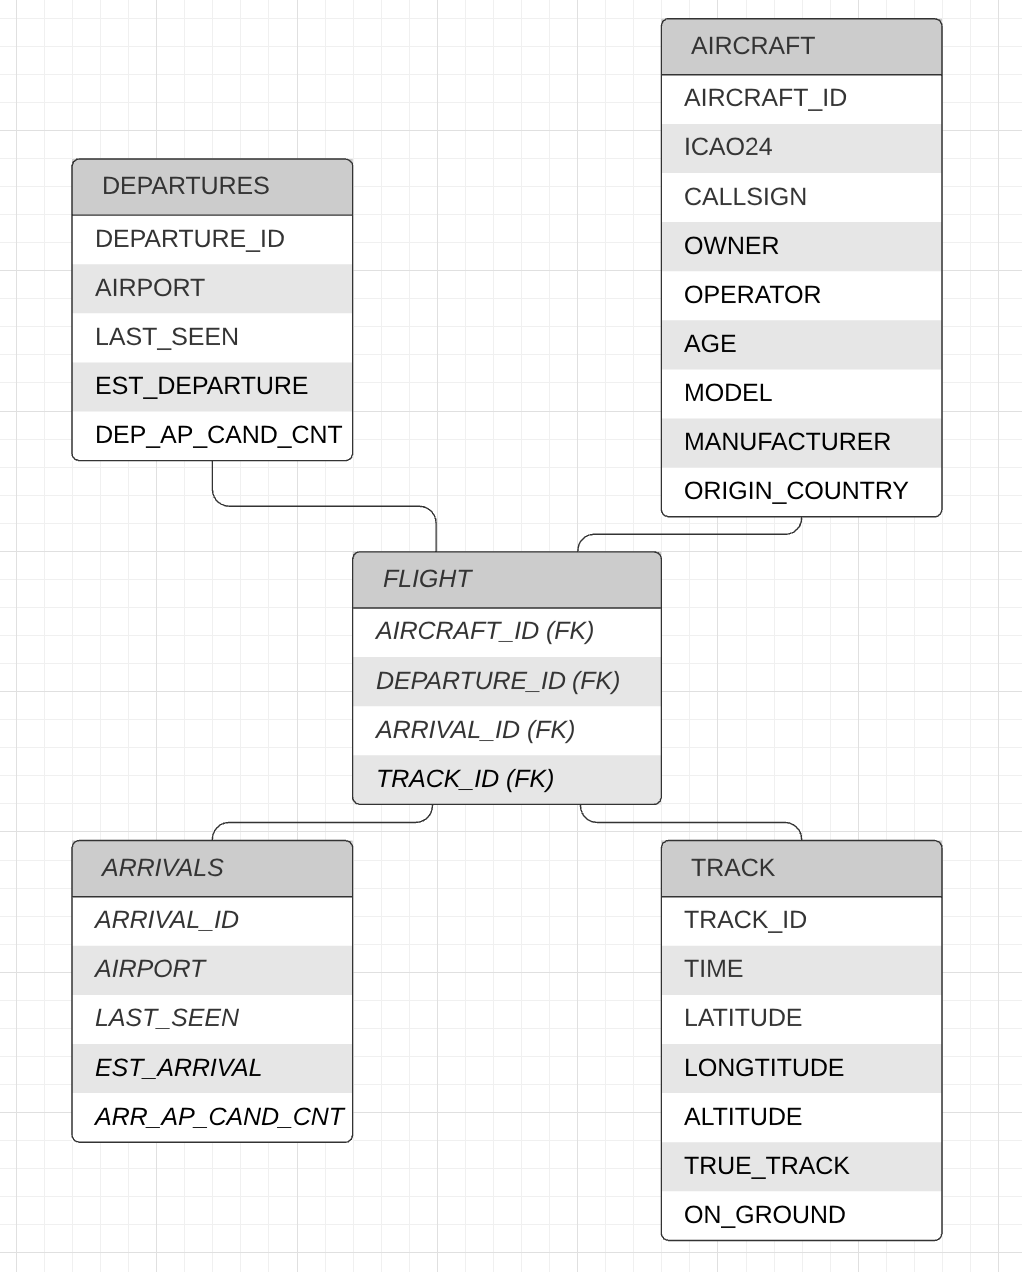 AIRCRAFT
AIRCRAFT_ID
ICAO24
CALLSIGN
OWNER
OPERATOR
AGE
MODEL
MANUFACTURER
ORIGIN_COUNTRY
DEPARTURES
DEPARTURE_ID
AIRPORT
LAST_SEEN
EST_DEPARTURE
DEP_AP_CAND_CNT
FLIGHT
AIRCRAFT_ID (FK)
DEPARTURE_ID (FK)
ARRIVAL_ID (FK)
TRACK_ID (FK)
ARRIVALS
ARRIVAL_ID
AIRPORT
LAST_SEEN
EST_ARRIVAL
ARR_AP_CAND_CNT
TRACK
TRACK_ID
TIME
LATITUDE
LONGTITUDE
ALTITUDE
TRUE_TRACK
ON_GROUND